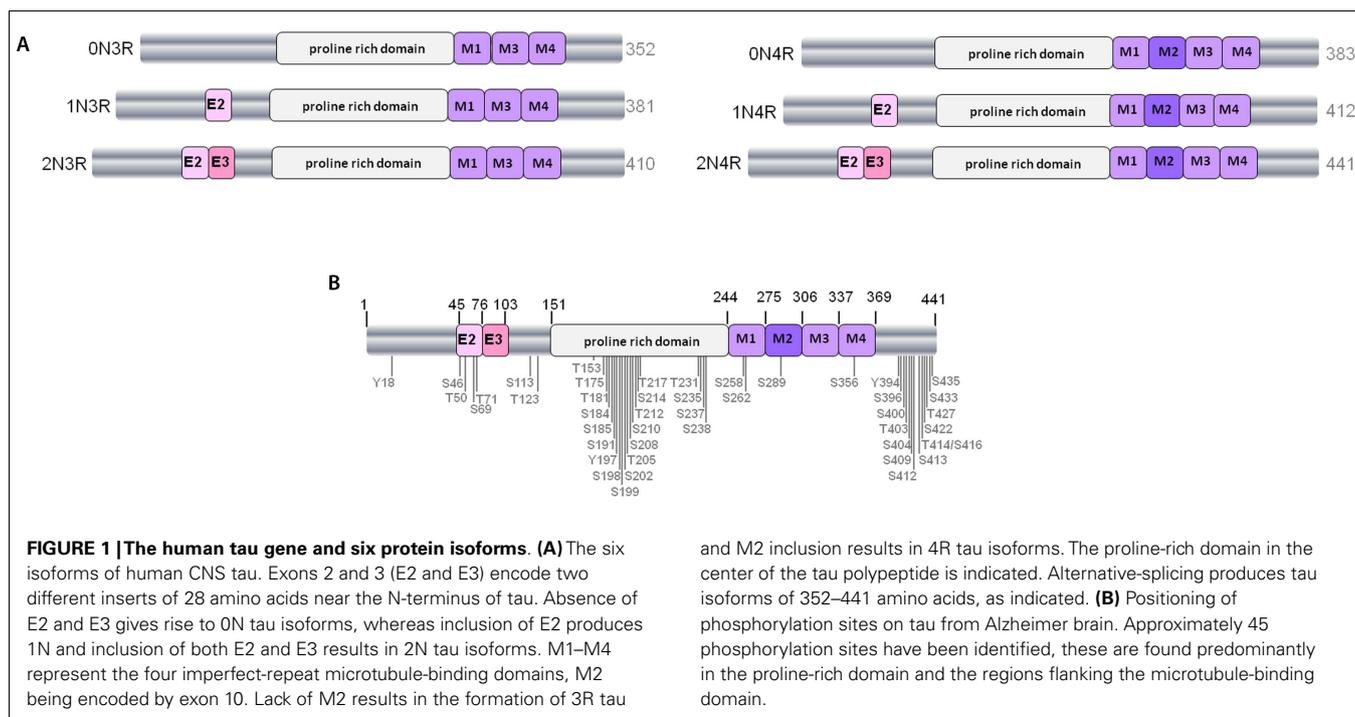 A
0N3R
proline rich domain
M1
M3
M4
352
1N3R
E2
proline rich domain
M1
M3
M4
381
2N3R
E2
E3
proline rich domain
M1
M3
M4
410
0N4R
proline rich domain
M1
M2
M3
M4
383
1N4R
E2
proline rich domain
M1
M2
M3
M4
412
2N4R
E2
E3
proline rich domain
M1
M2
M3
M4
441
B
1
45
76
103
151
244
275
306
337
369
441
E2
E3
proline rich domain
M1
M2
M3
M4
Y18
S46
T50
T71
S69
S113
T123
T153
T175
T181
S184
S185
S191
Y197
S198
S199
S202
T205
S208
S210
T212
S214
T217
T231
S235
S237
S238
S258
S262
S289
S356
Y394
S396
S400
T403
S404
S409
S412
S413
T414/S416
S422
T427
S433
S435
FIGURE 1 | The human tau gene and six protein isoforms. (A) The six
isoforms of human CNS tau. Exons 2 and 3 (E2 and E3) encode two
different inserts of 28 amino acids near the N-terminus of tau. Absence of
E2 and E3 gives rise to 0N tau isoforms, whereas inclusion of E2 produces
1N and inclusion of both E2 and E3 results in 2N tau isoforms. M1–M4
represent the four imperfect-repeat microtubule-binding domains, M2
being encoded by exon 10. Lack of M2 results in the formation of 3R tau
and M2 inclusion results in 4R tau isoforms. The proline-rich domain in the
center of the tau polypeptide is indicated. Alternative-splicing produces tau
isoforms of 352–441 amino acids, as indicated. (B) Positioning of
phosphorylation sites on tau from Alzheimer brain. Approximately 45
phosphorylation sites have been identified, these are found predominantly
in the proline-rich domain and the regions flanking the microtubule-binding
domain.